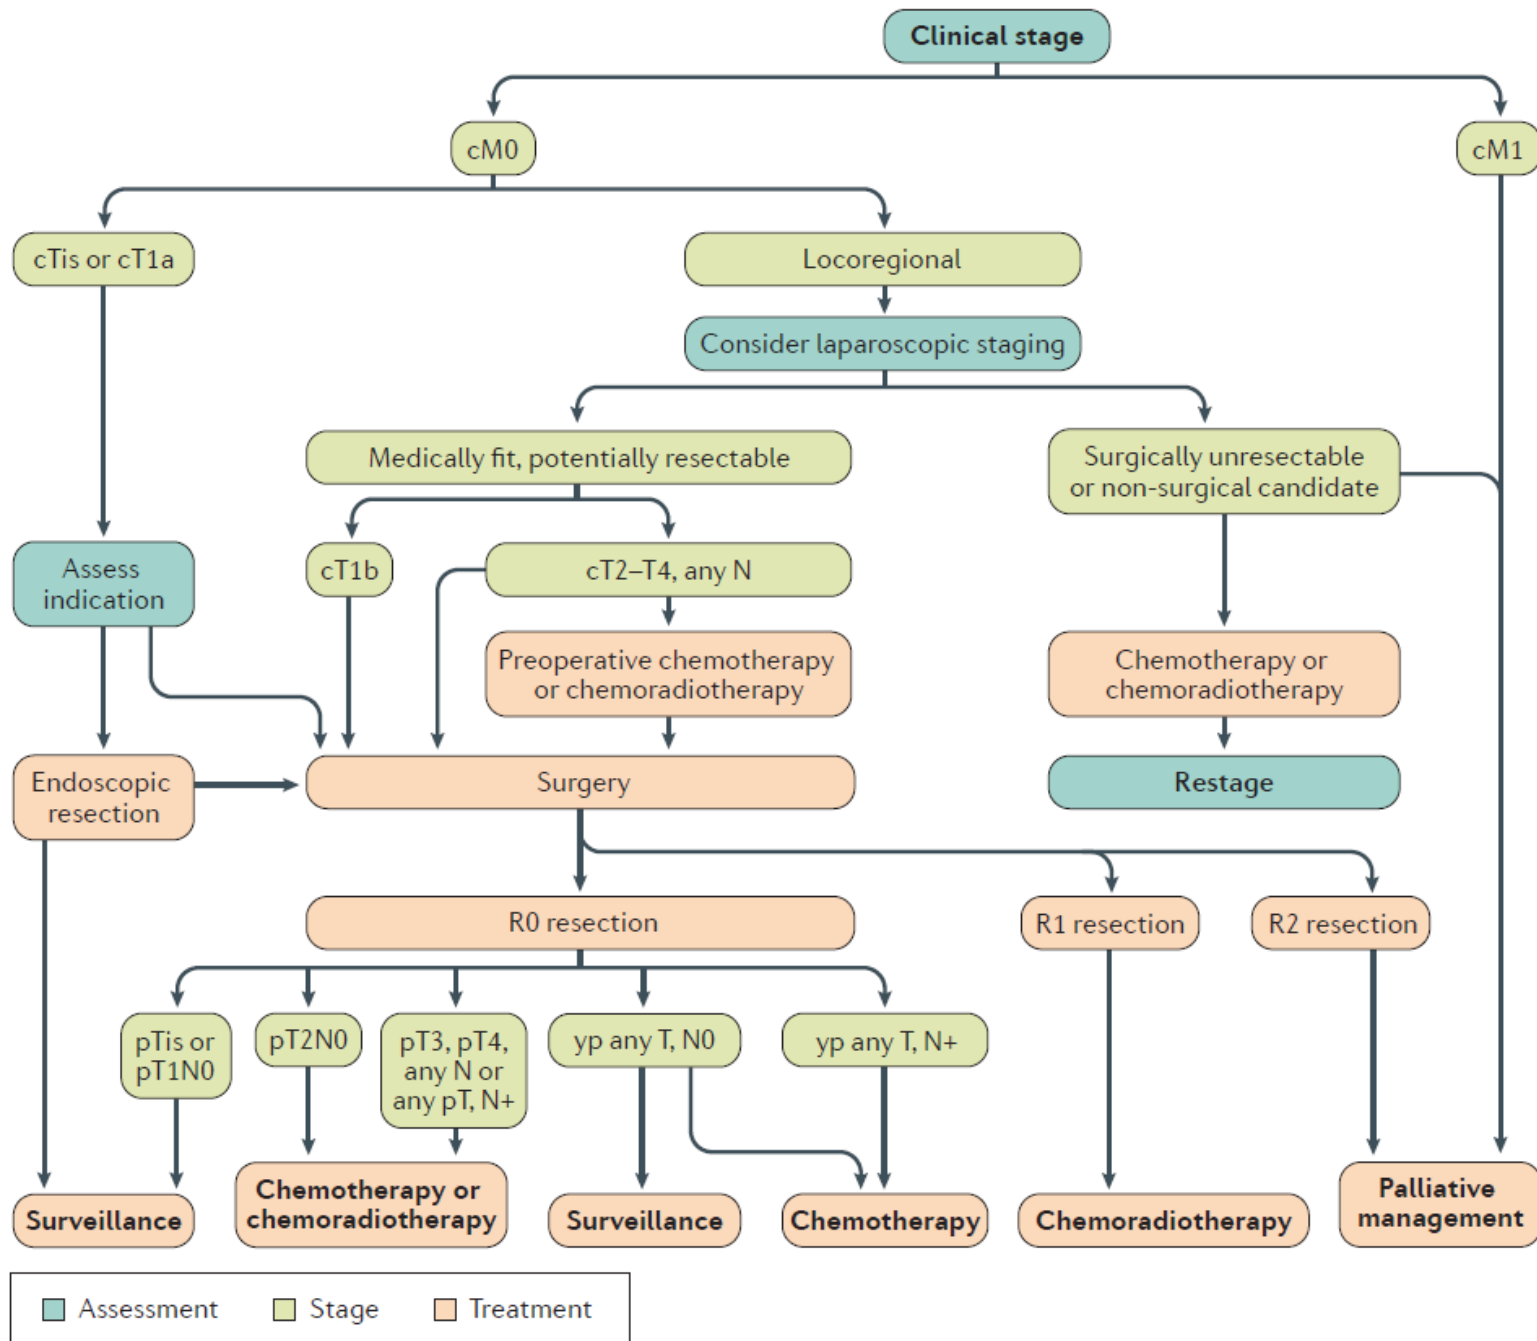 Clinical stage
cM0
cM1
cTis or cT1a
Locoregional
Consider laparoscopic staging
Medically fit, potentially resectable
Surgically unresectable
or non-surgical candidate
Assess
indication
cT1b
cT2–T4, any N
Preoperative chemotherapy
or chemoradiotherapy
Chemotherapy or
chemoradiotherapy
Endoscopic
resection
Surgery
Restage
R0 resection
R1 resection
R2 resection
pTis or
pT1N0
pT2N0
pT3, pT4,
any N or
any pT, N+
yp any T, N0
yp any T, N+
Surveillance
Chemotherapy or
chemoradiotherapy
Surveillance
Chemotherapy
Chemoradiotherapy
Palliative
management
Assessment
Stage
Treatment